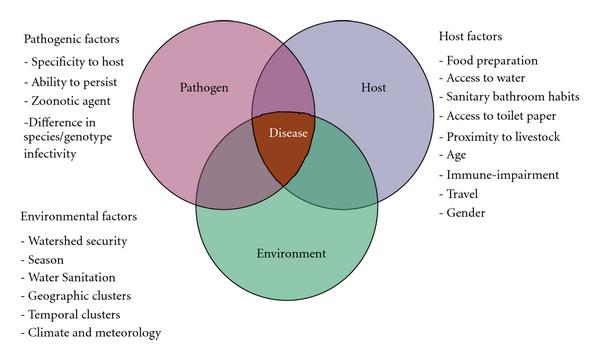 Pathogenic factors
- Specificity to host
- Ability to persist
- Zoonotic agent
-Difference in
species/genotype
infectivity
Pathogen
Host
Disease
Environment
Host factors
- Food preparation
- Access to water
- Sanitary bathroom habits
- Access to toilet paper
- Proximity to livestock
- Age
- Immune-impairment
- Travel
- Gender
Environmental factors
- Watershed security
- Season
- Water Sanitation
- Geographic clusters
- Temporal clusters
- Climate and meteorology